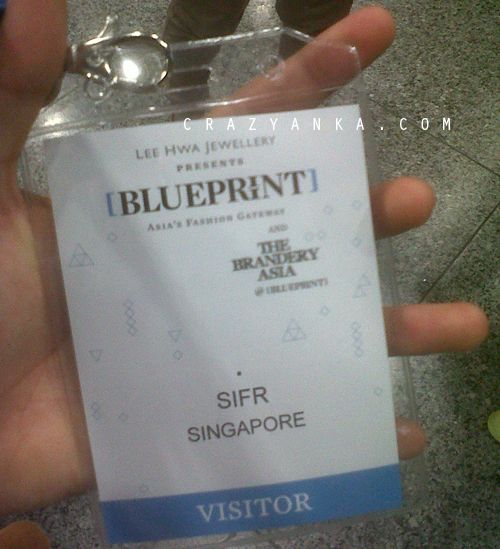 CRAZYANKA.COM
LEE HWA JEWELLERY
PRESENTS
[BLUEPRINT]
ASIA'S FASHION GATEWAY
AND
THE
BRANDERY
ASIA
@ [BLUEPRINT]
.
SIFR
SINGAPORE
VISITOR